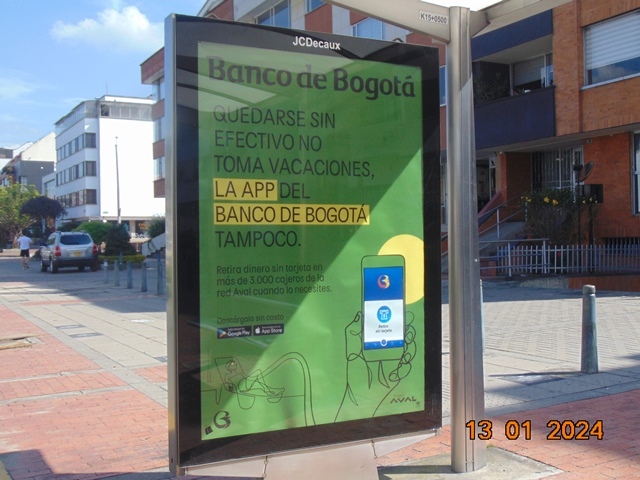 K15+0500
JCDecaux
Banco de Bogotá
QUEDARSE SIN
EFECTIVO NO
TOMA VACACIONES,
LA APP DEL
BANCO DE BOGOTÁ
TAMPOCO.
Retira dinero sin tarjeta en
más de 3.000 cajeros de la
red Aval cuando lo necesites.
Descárgala sin costo
Google Play
App Store
AVAL
13 01 2024